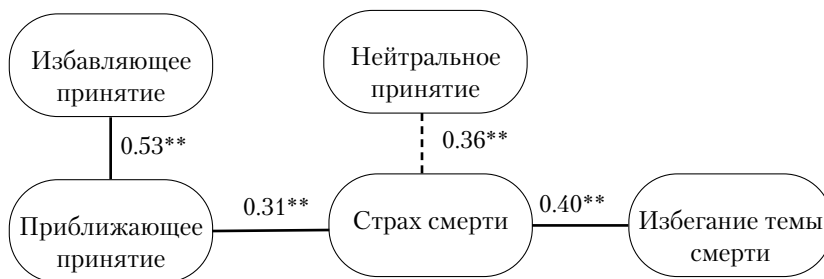 Избавляющее
принятие
Нейтральное
принятие
0.53**
0.36**
Приближающее
принятие
0.31**
Страх смерти
0.40**
Избегание темы
смерти